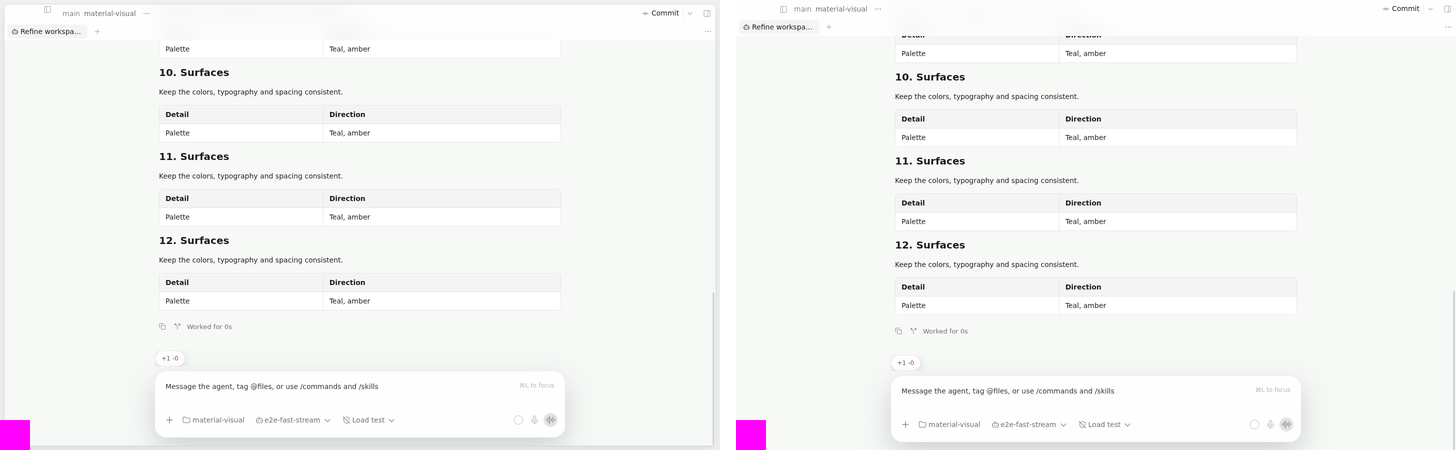 main material-visual ... Commit
Refine workspa... +
Palette Teal, amber
10. Surfaces
Keep the colors, typography and spacing consistent.
Detail Direction
Palette Teal, amber
11. Surfaces
Keep the colors, typography and spacing consistent.
Detail Direction
Palette Teal, amber
12. Surfaces
Keep the colors, typography and spacing consistent.
Detail Direction
Palette Teal, amber
Worked for 0s
+1 -0
Message the agent, tag @files, or use /commands and /skills ⌘L to focus
+ material-visual e2e-fast-stream Load test
main material-visual ... Commit
Refine workspa... +
Detail Direction
Palette Teal, amber
10. Surfaces
Keep the colors, typography and spacing consistent.
Detail Direction
Palette Teal, amber
11. Surfaces
Keep the colors, typography and spacing consistent.
Detail Direction
Palette Teal, amber
12. Surfaces
Keep the colors, typography and spacing consistent.
Detail Direction
Palette Teal, amber
Worked for 0s
+1 -0
Message the agent, tag @files, or use /commands and /skills ⌘L to focus
+ material-visual e2e-fast-stream Load test